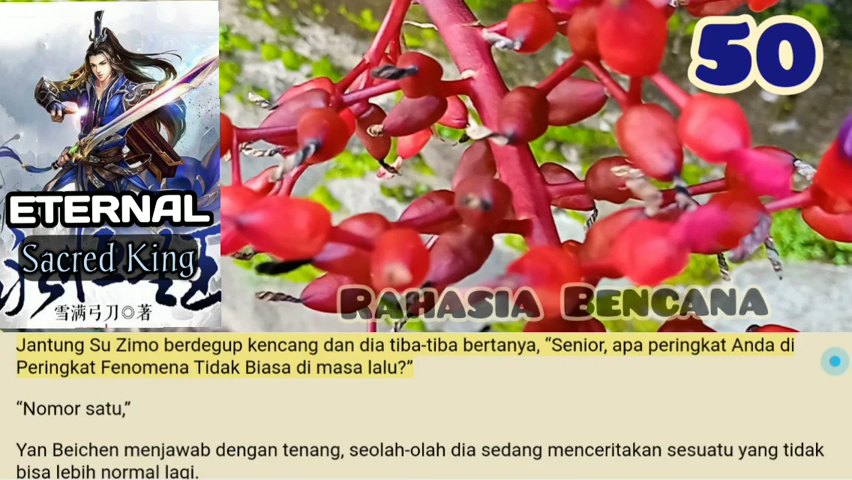 50
ETERNAL
Sacred King
雪满弓刀◎著
Rahasia Bencana
Jantung Su Zimo berdegup kencang dan dia tiba-tiba bertanya, “Senior, apa peringkat Anda di
Peringkat Fenomena Tidak Biasa di masa lalu?”
“Nomor satu,”
Yan Beichen menjawab dengan tenang, seolah-olah dia sedang menceritakan sesuatu yang tidak
bisa lebih normal lagi.